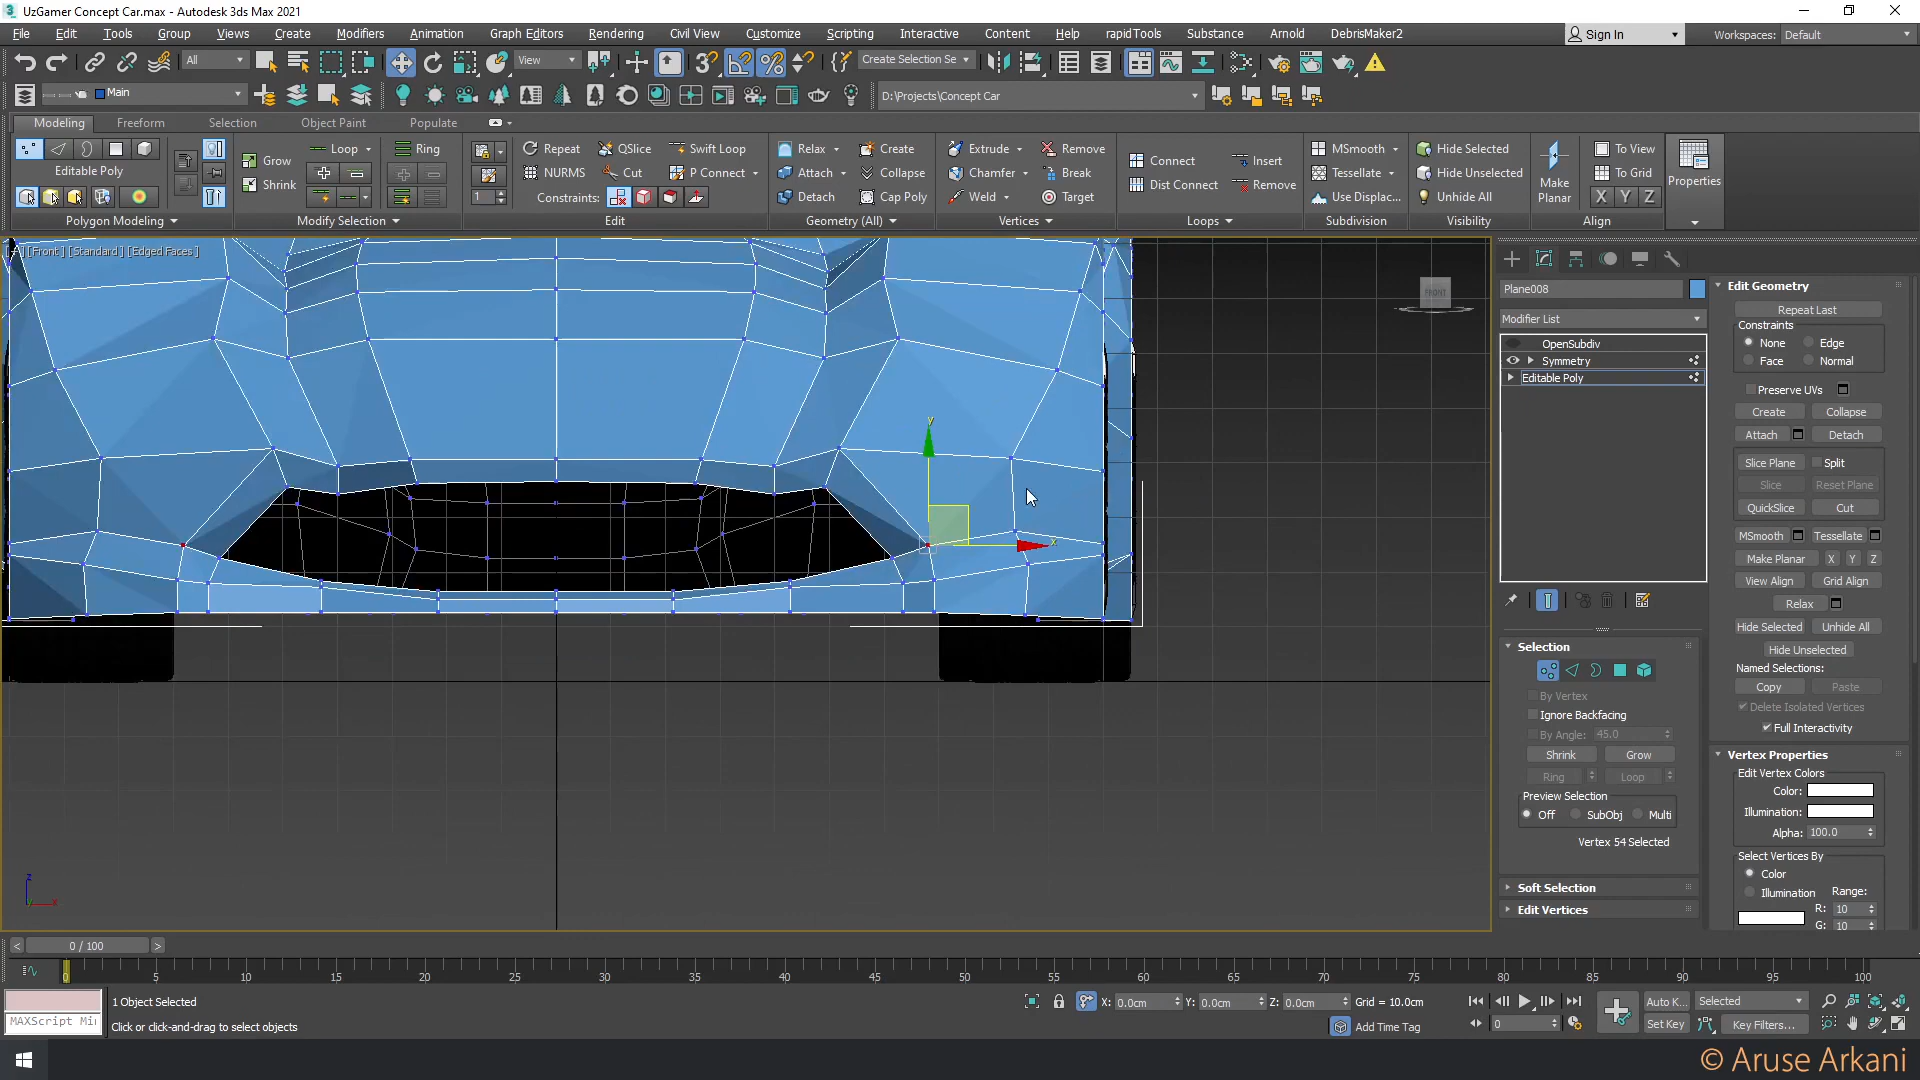 UzGamer Concept Car.max - Autodesk 3ds Max 2021
File Edit Tools Group Views Create Modifiers Animation Graph Editors Rendering Civil View Customize Scripting Interactive Content Help rapidTools Substance Arnold DebrisMaker2 Sign In Workspaces: Default
All View Create Selection Se
Main D:\Projects\Concept Car
Modeling Freeform Selection Object Paint Populate
Loop Ring Repeat QSlice Swift Loop Relax Create Extrude Remove MSmooth Hide Selected To View
Editable Poly Grow NURMS Cut P Connect Attach Collapse Chamfer Break Connect Insert Tessellate Hide Unselected To Grid
Shrink 1 Constraints: Detach Cap Poly Weld Target Dist Connect Remove Use Displac... Unhide All Make Planar X Y Z Properties
Polygon Modeling Modify Selection Edit Geometry (All) Vertices Loops Subdivision Visibility Align
[Front] [Standard] [Edged Faces]
FRONT
y
x
z
x
Plane008
Modifier List
OpenSubdiv
Symmetry
Editable Poly
Selection
By Vertex
Ignore Backfacing
By Angle: 45.0
Shrink Grow
Ring Loop
Preview Selection
Off SubObj Multi
Vertex 54 Selected
Soft Selection
Edit Vertices
Edit Geometry
Repeat Last
Constraints
None Edge
Face Normal
Preserve UVs
Create Collapse
Attach Detach
Slice Plane Split
Slice Reset Plane
QuickSlice Cut
MSmooth Tessellate
Make Planar X Y Z
View Align Grid Align
Relax
Hide Selected Unhide All
Hide Unselected
Named Selections:
Copy Paste
Delete Isolated Vertices
Full Interactivity
Vertex Properties
Edit Vertex Colors
Color:
Illumination:
Alpha: 100.0
Select Vertices By
Color
Illumination Range:
R: 10
G: 10
< 0 / 100 >
0 5 10 15 20 25 30 35 40 45 50 55 60 65 70 75 80 85 90 95 100
1 Object Selected X: 0.0cm Y: 0.0cm Z: 0.0cm Grid = 10.0cm Auto K... Selected
MAXScript Mi Click or click-and-drag to select objects Add Time Tag 0 Set Key Key Filters...
© Aruse Arkani